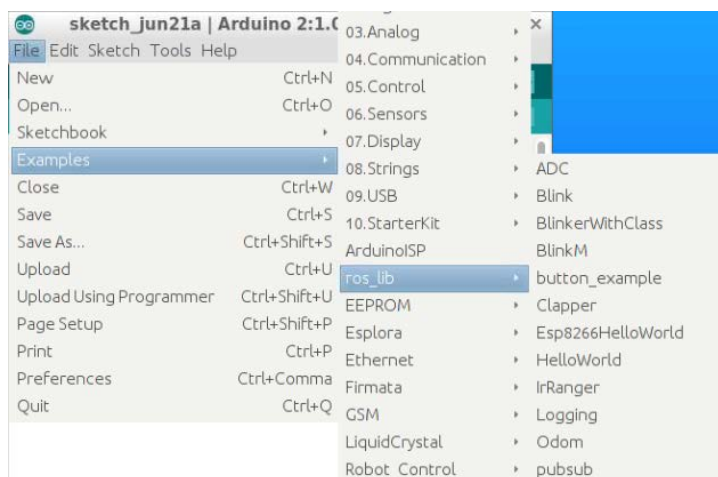 sketch_jun21a | Arduino 2:1.0
File Edit Sketch Tools Help
New Ctrl+N
Open... Ctrl+O
Sketchbook
Examples
Close Ctrl+W
Save Ctrl+S
Save As... Ctrl+Shift+S
Upload Ctrl+U
Upload Using Programmer Ctrl+Shift+U
Page Setup Ctrl+Shift+P
Print Ctrl+P
Preferences Ctrl+Comma
Quit Ctrl+Q
03.Analog
04.Communication
05.Control
06.Sensors
07.Display
08.Strings
09.USB
10.StarterKit
ArduinoISP
ros_lib
EEPROM
Esplora
Ethernet
Firmata
GSM
LiquidCrystal
Robot_Control
ADC
Blink
BlinkerWithClass
BlinkM
button_example
Clapper
Esp8266HelloWorld
HelloWorld
IrRanger
Logging
Odom
pubsub